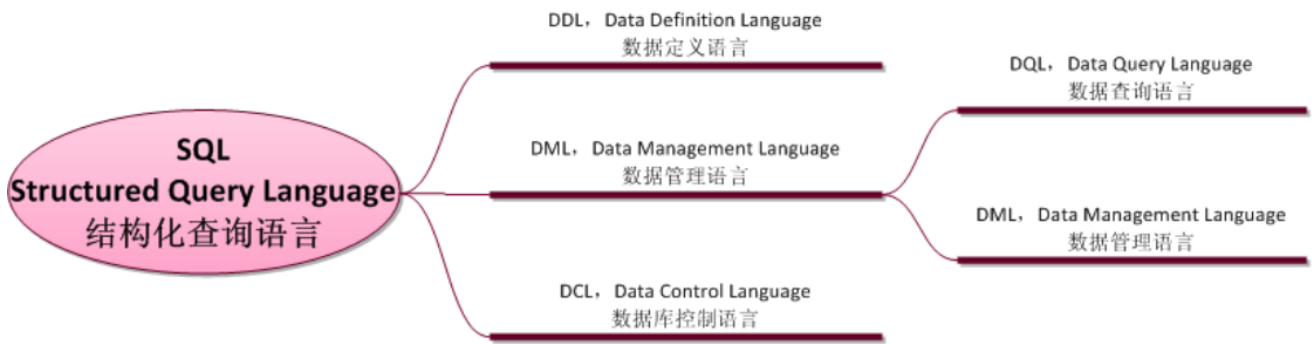 SQL
Structured Query Language
结构化查询语言
DDL，Data Definition Language
数据定义语言
DML，Data Management Language
数据管理语言
DCL，Data Control Language
数据库控制语言
DQL，Data Query Language
数据查询语言
DML，Data Management Language
数据管理语言